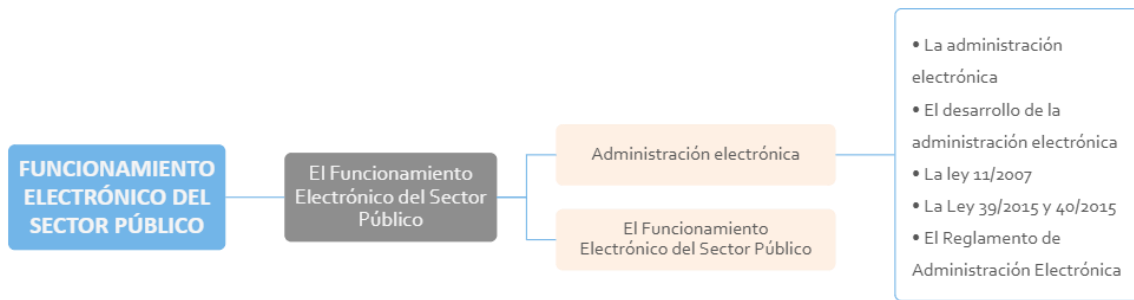 FUNCIONAMIENTO
ELECTRÓNICO DEL
SECTOR PÚBLICO
El Funcionamiento
Electrónico del Sector
Público
Administración electrónica
El Funcionamiento
Electrónico del Sector Público
• La administración
electrónica
• El desarrollo de la
administración electrónica
• La ley 11/2007
• La Ley 39/2015 y 40/2015
• El Reglamento de
Administración Electrónica